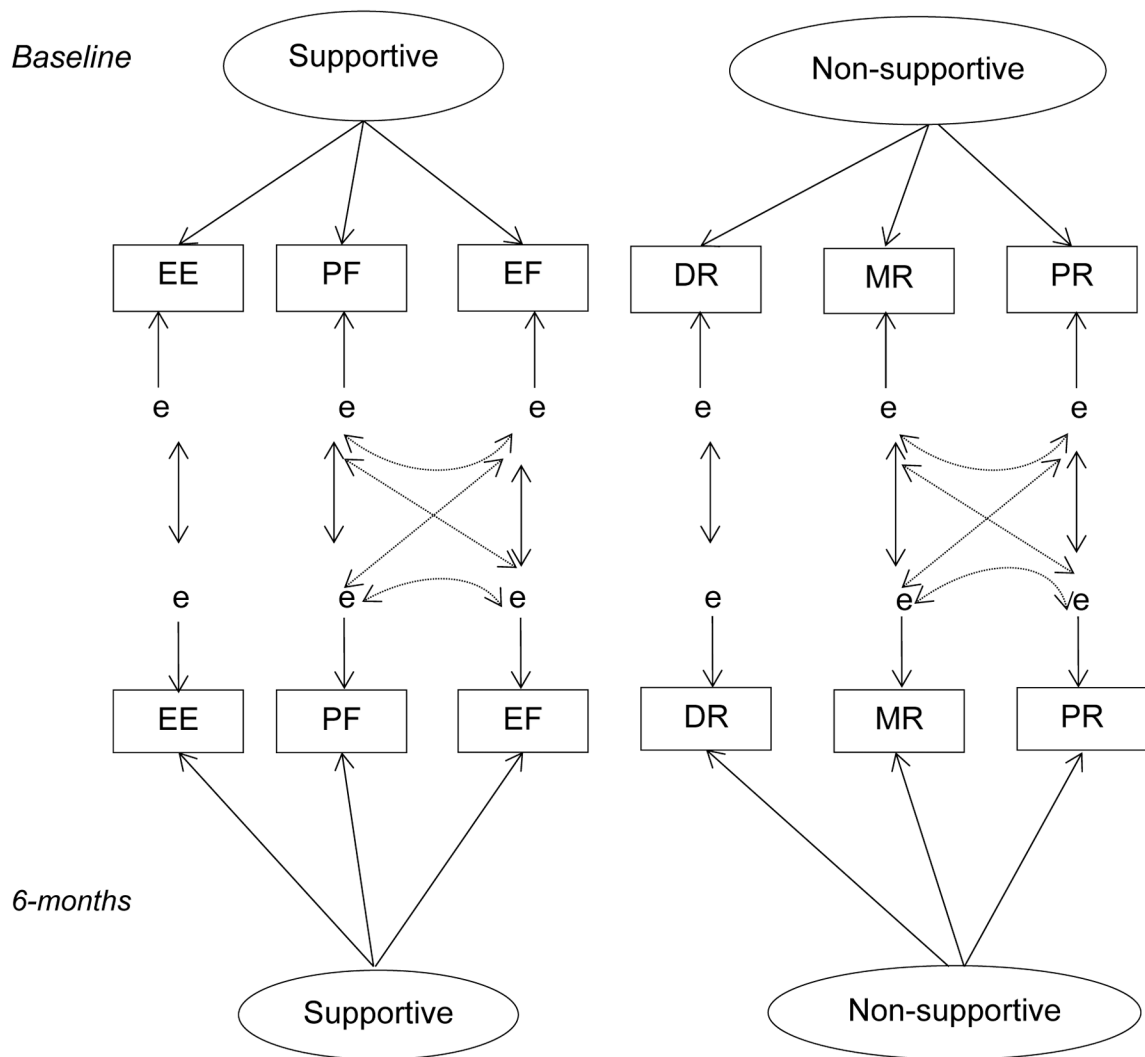 Baseline
Supportive
Non-supportive
EE
PF
EF
DR
MR
PR
e
e
e
e
e
e
e
e
e
e
e
e
EE
PF
EF
DR
MR
PR
6-months
Supportive
Non-supportive